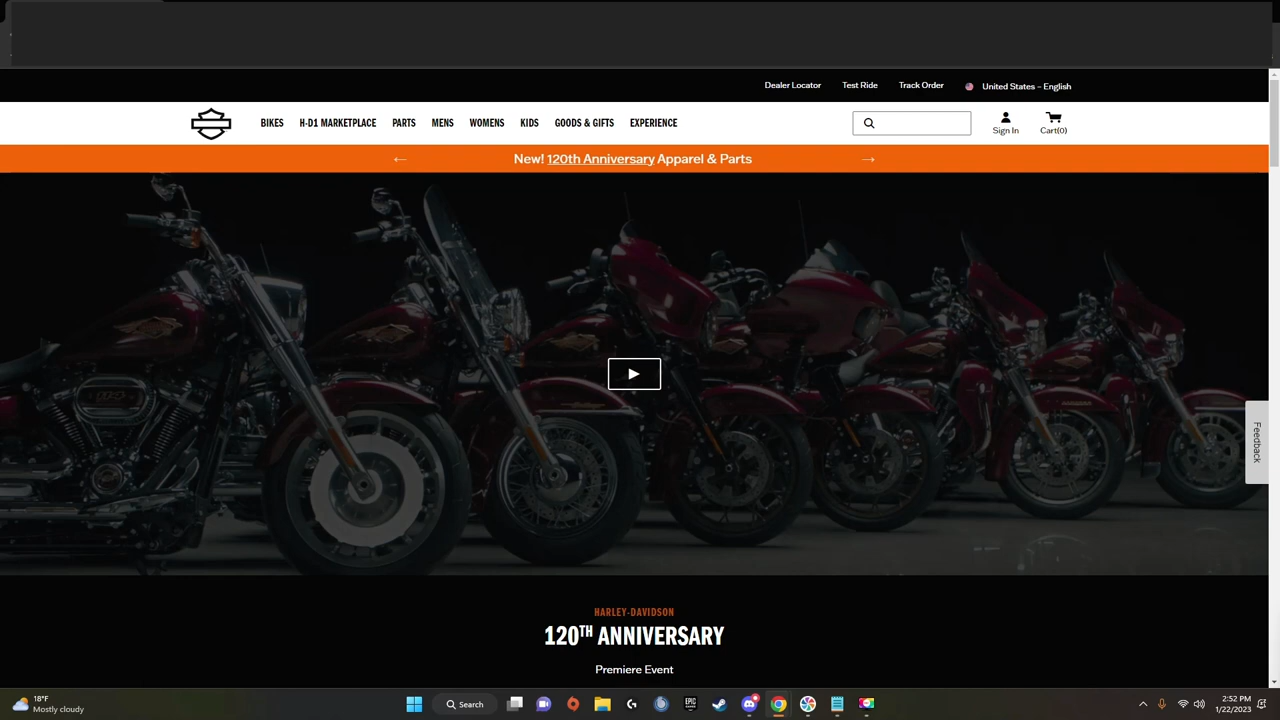 Dealer Locator Test Ride Track Order United States – English
BIKES H-D1 MARKETPLACE PARTS MENS WOMENS KIDS GOODS & GIFTS EXPERIENCE
Sign In Cart(0)
← New! 120th Anniversary Apparel & Parts →
Feedback
HARLEY-DAVIDSON
120TH ANNIVERSARY
Premiere Event
18°F
Mostly cloudy
Search
EPIC
2:52 PM
1/22/2023